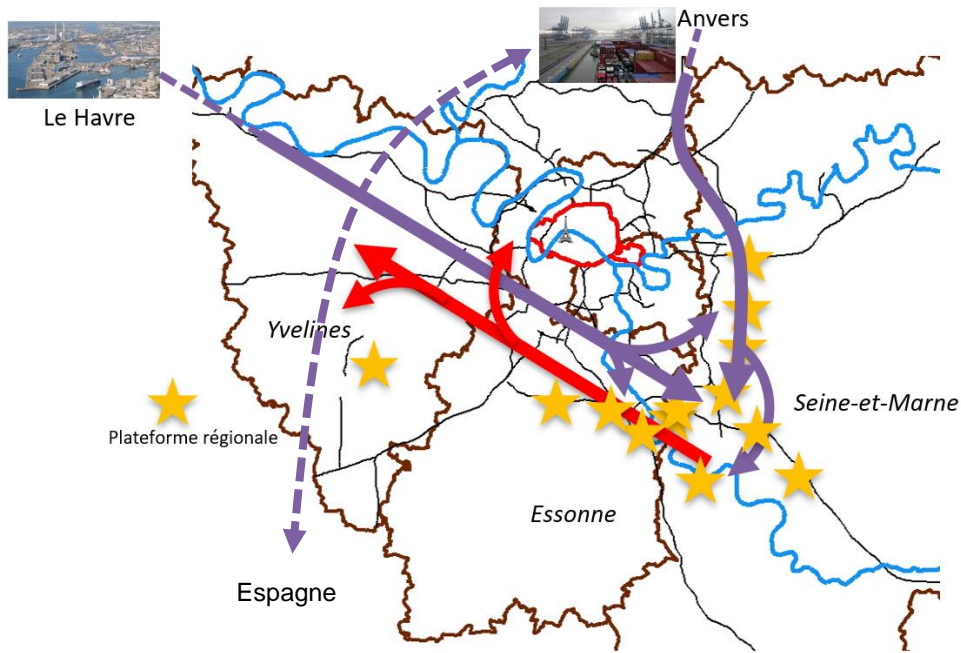 Anvers
Le Havre
Yvelines
Seine-et-Marne
Plateforme régionale
Essonne
Espagne